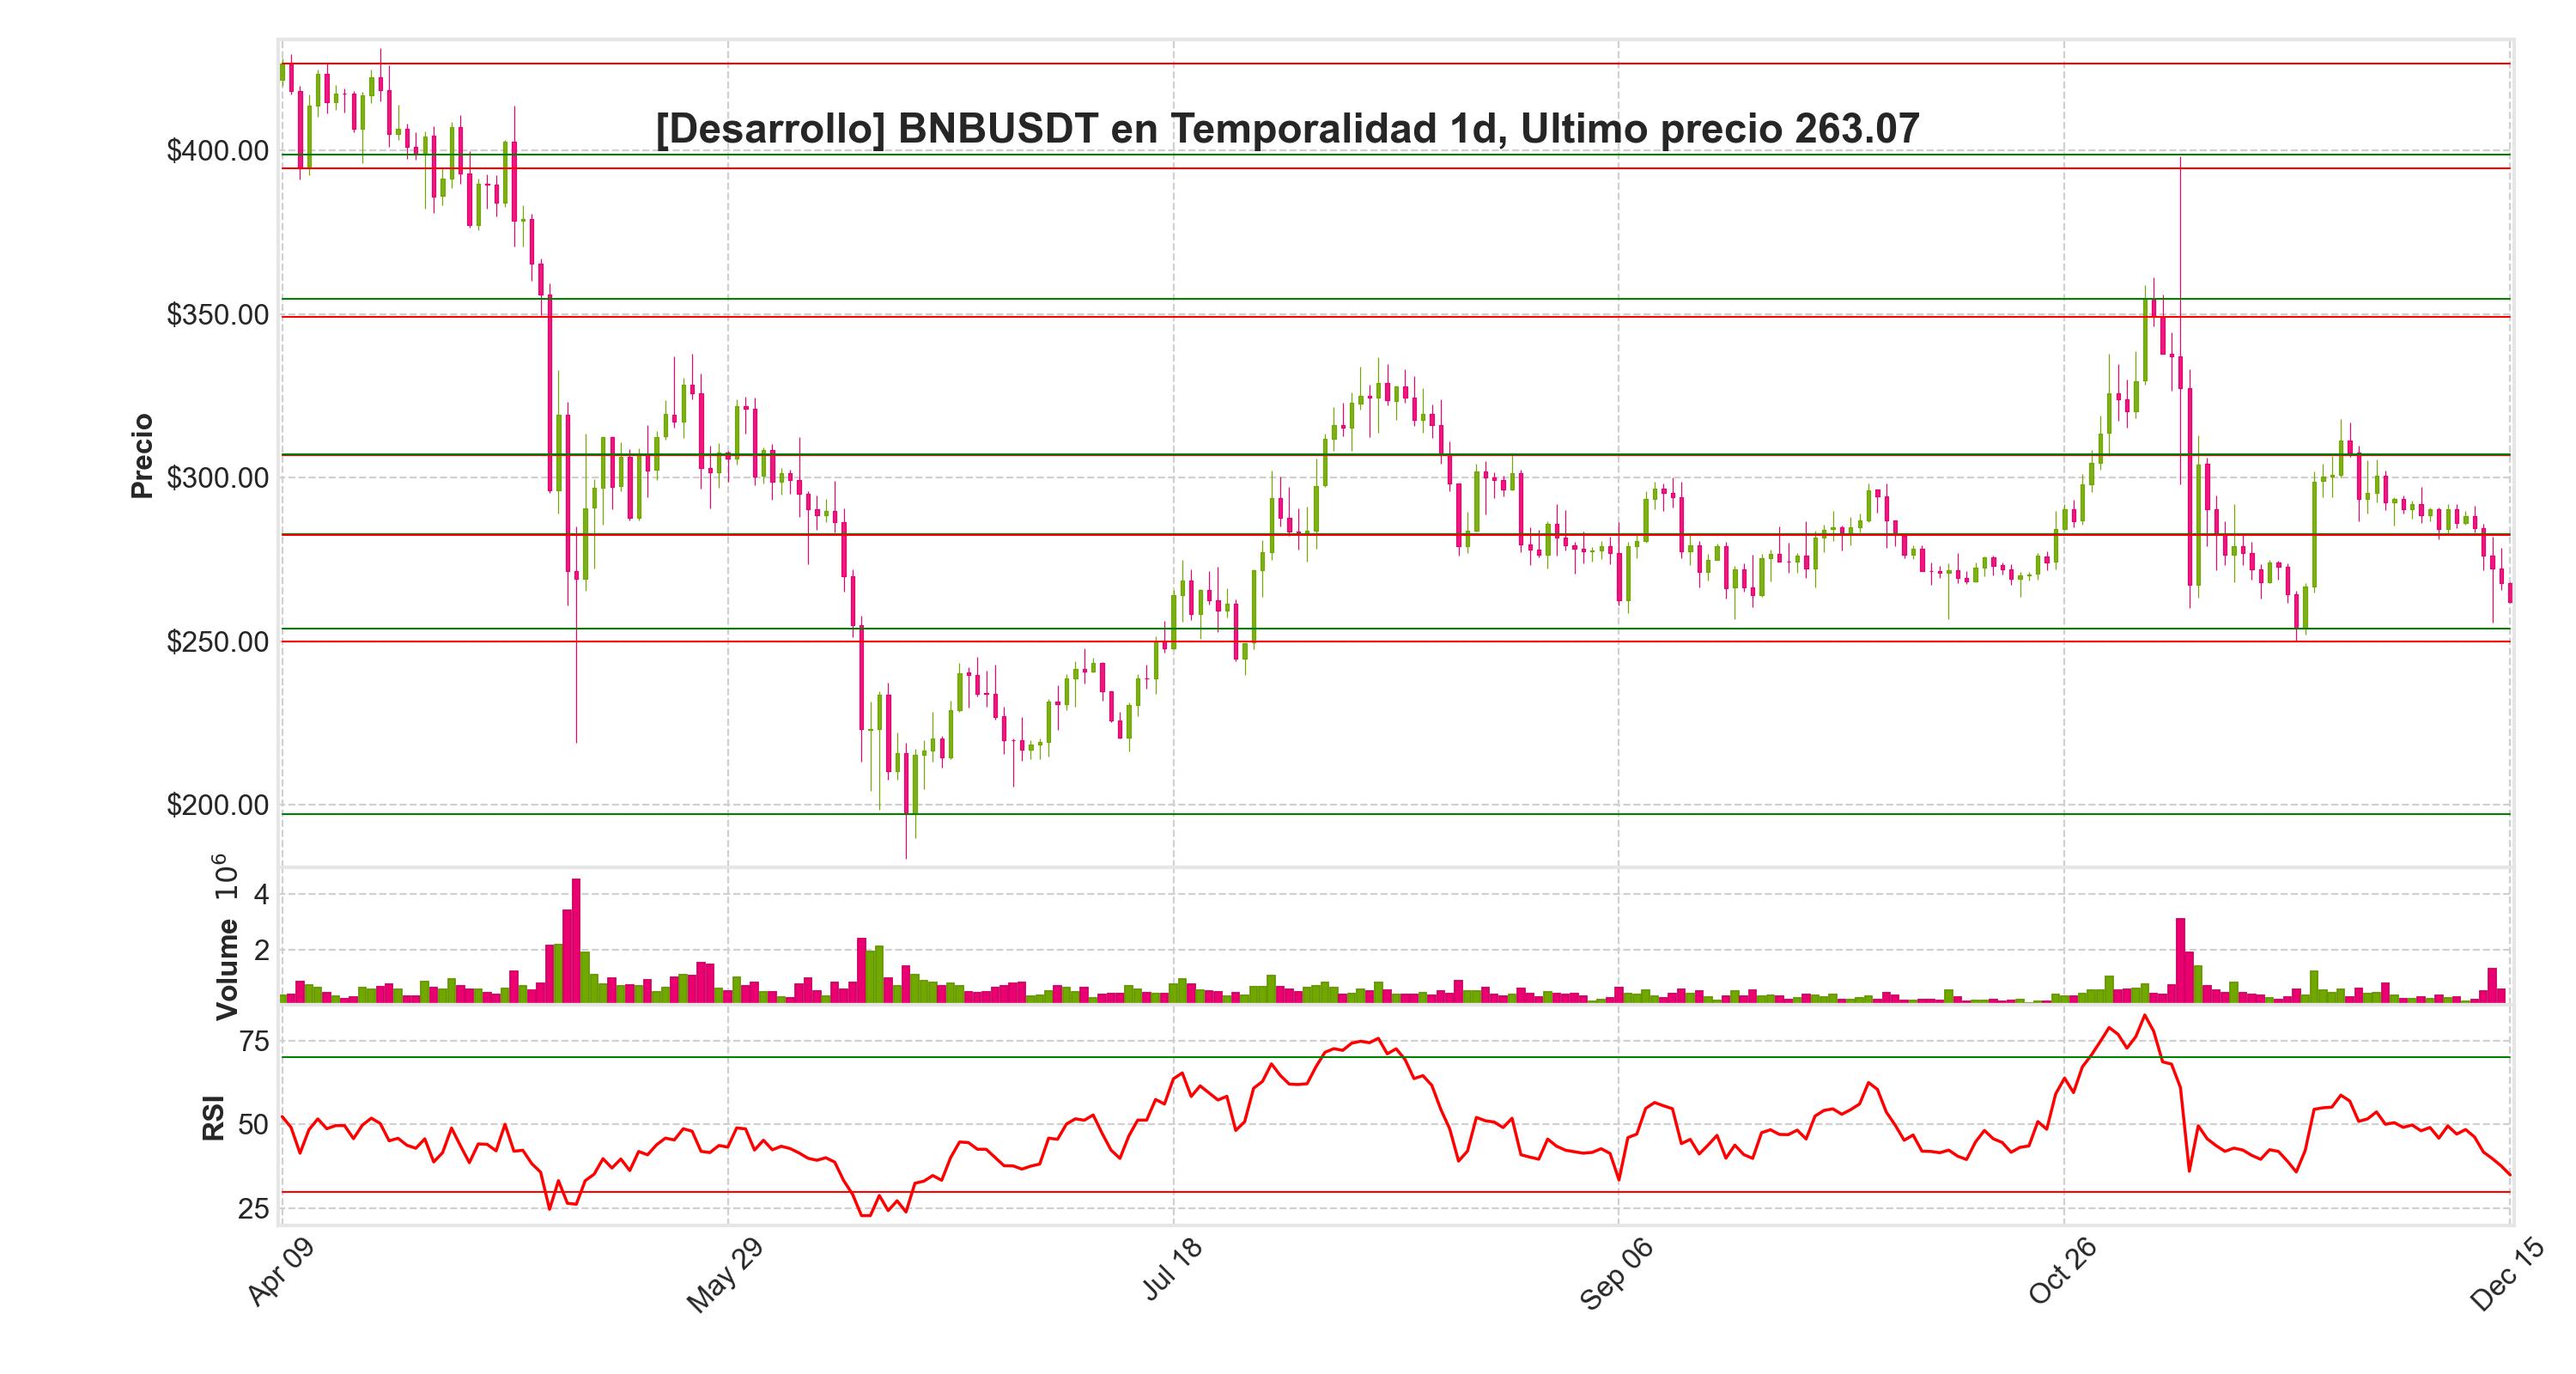 [Desarrollo] BNBUSDT en Temporalidad 1d, Ultimo precio 263.07
Precio
$400.00
$350.00
$300.00
$250.00
$200.00
Volume 10^6
4
2
RSI
75
50
25
Apr 09
May 29
Jul 18
Sep 06
Oct 26
Dec 15